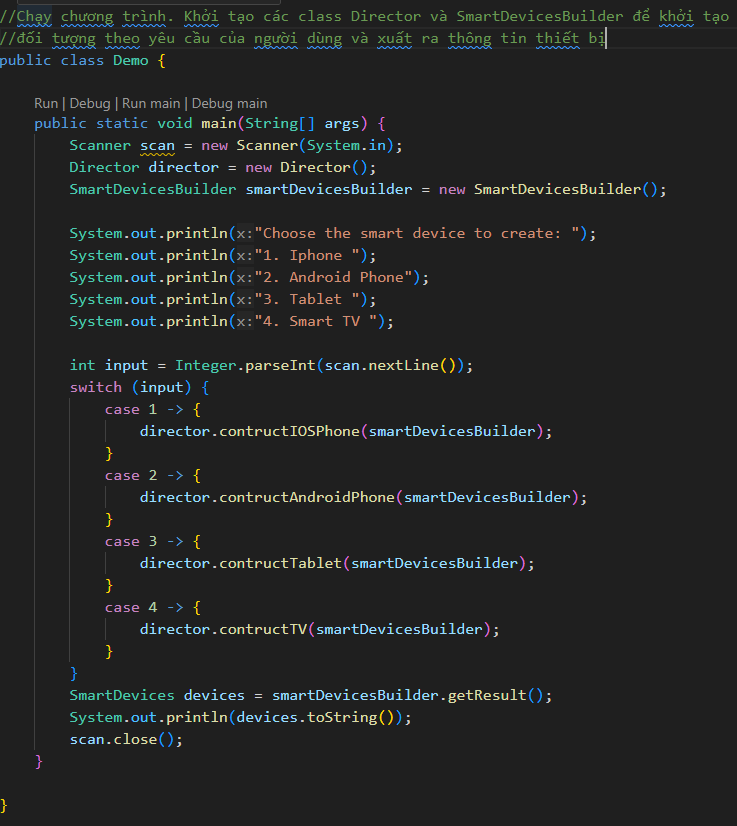 //Chạy chương trình. Khởi tạo các class Director và SmartDevicesBuilder để khởi tạo
//đối tượng theo yêu cầu của người dùng và xuất ra thông tin thiết bị
public class Demo {
Run | Debug | Run main | Debug main
public static void main(String[] args) {
Scanner scan = new Scanner(System.in);
Director director = new Director();
SmartDevicesBuilder smartDevicesBuilder = new SmartDevicesBuilder();
System.out.println(x:"Choose the smart device to create: ");
System.out.println(x:"1. Iphone ");
System.out.println(x:"2. Android Phone");
System.out.println(x:"3. Tablet ");
System.out.println(x:"4. Smart TV ");
int input = Integer.parseInt(scan.nextLine());
switch (input) {
case 1 -> {
director.contructIOSPhone(smartDevicesBuilder);
}
case 2 -> {
director.contructAndroidPhone(smartDevicesBuilder);
}
case 3 -> {
director.contructTablet(smartDevicesBuilder);
}
case 4 -> {
director.contructTV(smartDevicesBuilder);
}
}
SmartDevices devices = smartDevicesBuilder.getResult();
System.out.println(devices.toString());
scan.close();
}
}